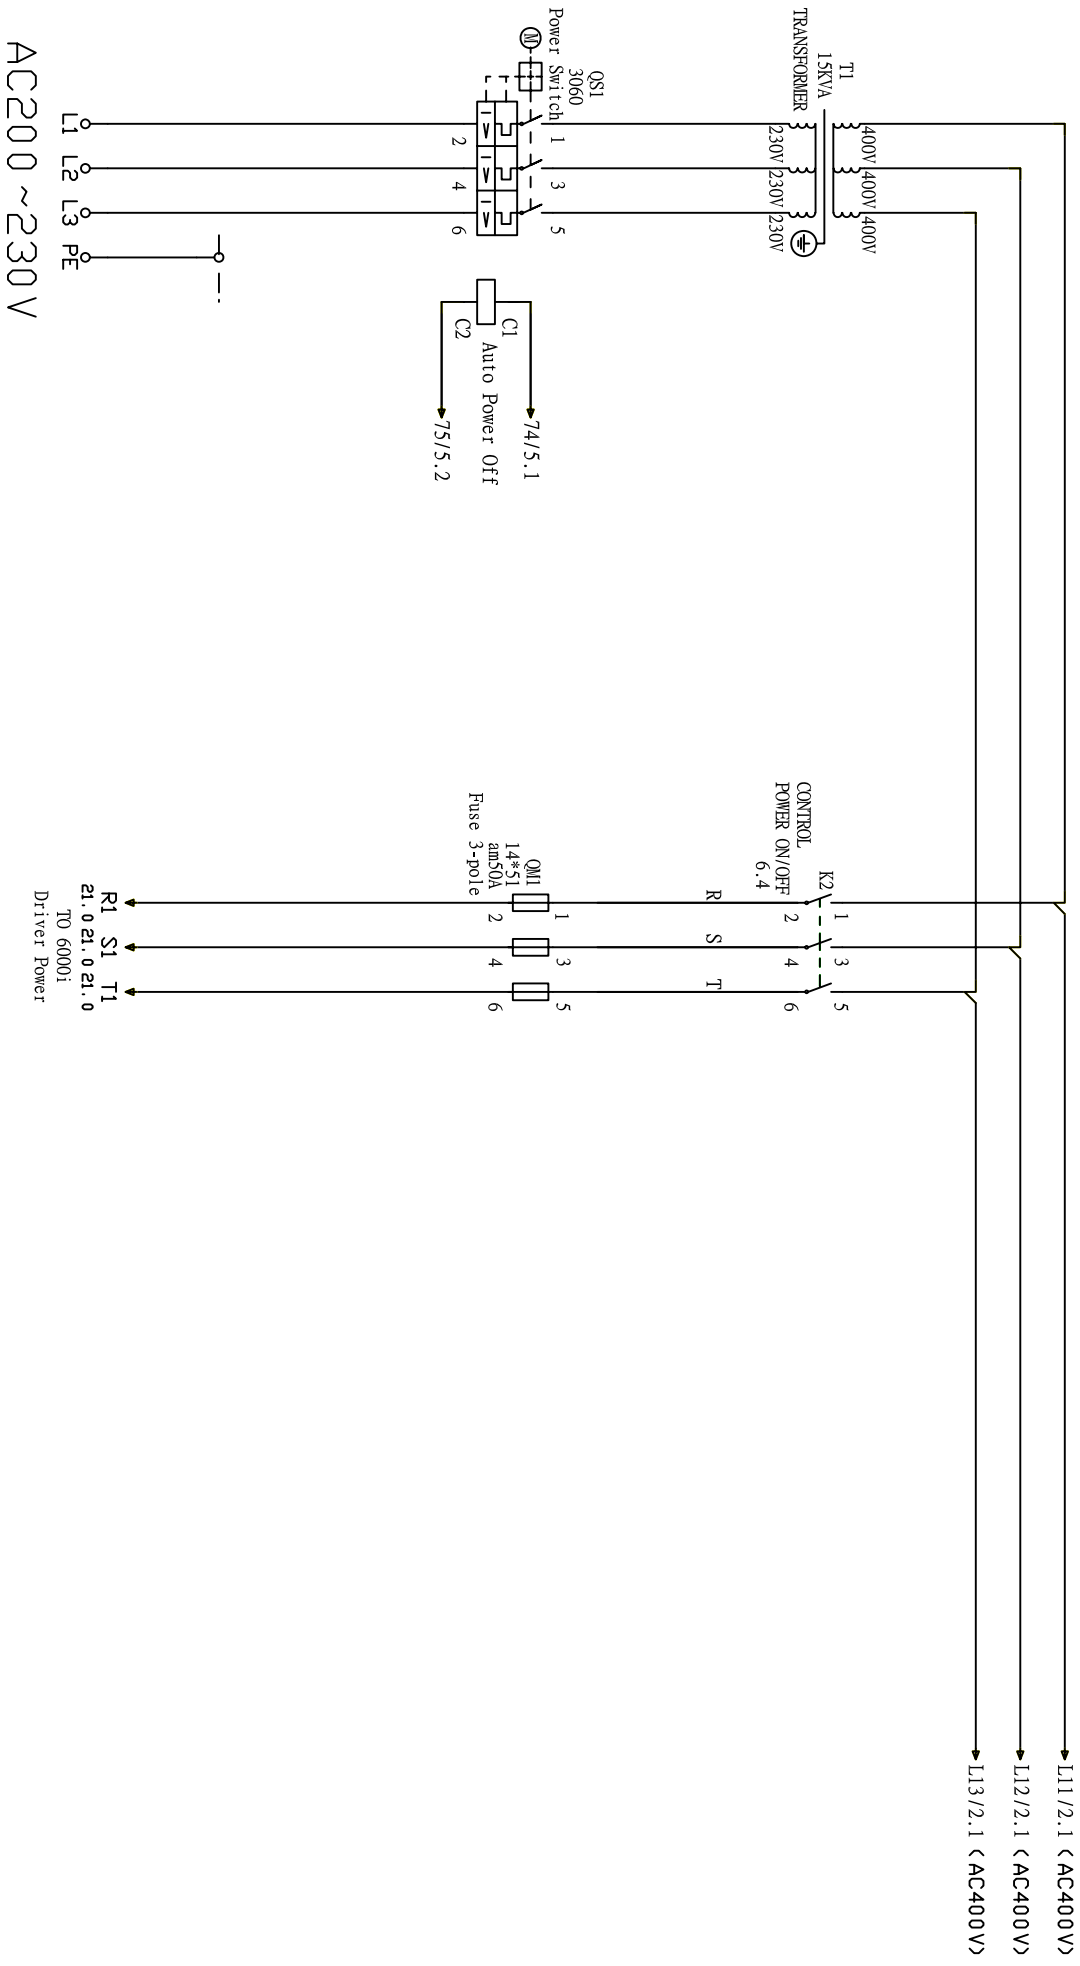 L11/2.1 (AC400V)
L12/2.1 (AC400V)
L13/2.1 (AC400V)
400V 400V 400V
T1
15KVA
TRANSFORMER
230V 230V 230V
K2
1 3 5
CONTROL
POWER ON/OFF
6.4
2 4 6
R S T
QS1
3060
Power Switch
M
1 3 5
I > I > I >
2 4 6
C1
C2
Auto Power Off
74/5.1
75/5.2
QM1
14*51
am50A
Fuse 3-pole
1 3 5
2 4 6
R1 S1 T1
21.0 21.0 21.0
TO 6000i
Driver Power
L1 L2 L3 PE
AC200~230V